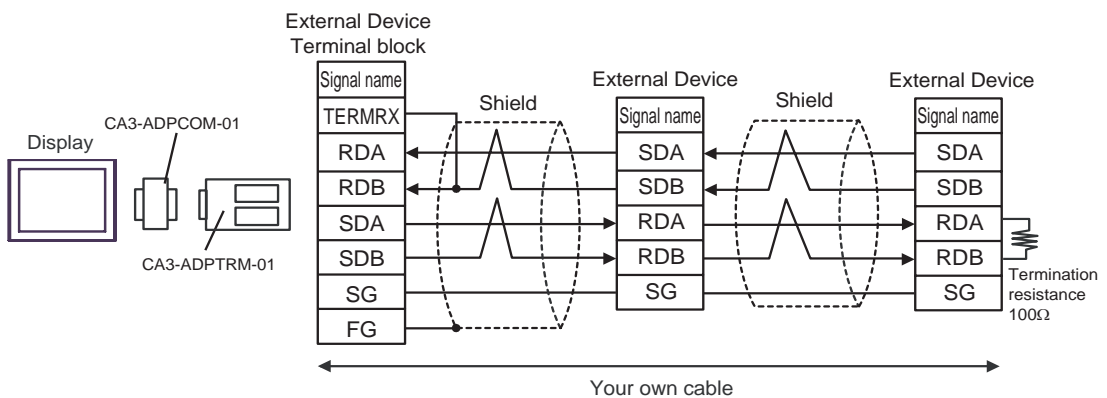 Display
CA3-ADPCOM-01
CA3-ADPTRM-01
External Device
Terminal block
Signal name
TERMRX
RDA
RDB
SDA
SDB
SG
FG
Shield
External Device
Signal name
SDA
SDB
RDA
RDB
SG
Shield
External Device
Signal name
SDA
SDB
RDA
RDB
SG
Termination
resistance
100Ω
Your own cable